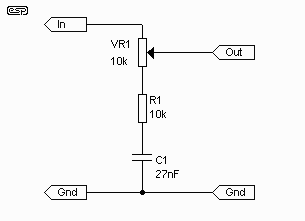 esp
In
VR1
10k
Out
R1
10k
C1
27nF
Gnd
Gnd